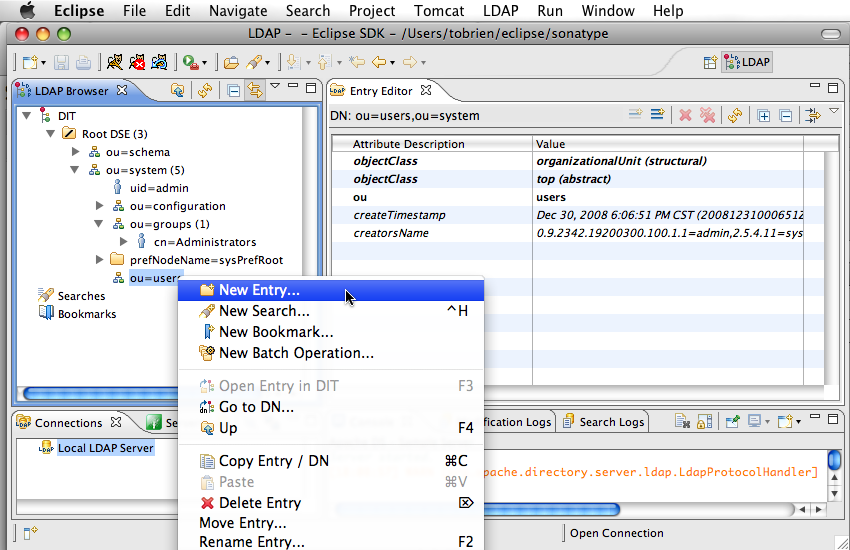 Eclipse File Edit Navigate Search Project Tomcat LDAP Run Window Help
LDAP - - Eclipse SDK - /Users/tobrien/eclipse/sonatype
LDAP
LDAP Browser
DIT
Root DSE (3)
ou=schema
ou=system (5)
uid=admin
ou=configuration
ou=groups (1)
cn=Administrators
prefNodeName=sysPrefRoot
ou=users
Searches
Bookmarks
Entry Editor
DN: ou=users,ou=system
Attribute Description Value
objectClass organizationalUnit (structural)
objectClass top (abstract)
ou users
createTimestamp Dec 30, 2008 6:06:51 PM CST (20081231000651
creatorsName 0.9.2342.19200300.100.1.1=admin,2.5.4.11=sys
New Entry...
New Search... ^H
New Bookmark...
New Batch Operation...
Open Entry in DIT F3
Go to DN...
Up F4
Copy Entry / DN ⌘C
Paste ⌘V
Delete Entry ⌦
Move Entry...
Rename Entry... F2
Connections Se
Local LDAP Server
fication Logs Search Logs
pache.directory.server.ldap.LdapProtocolHandler]
Open Connection